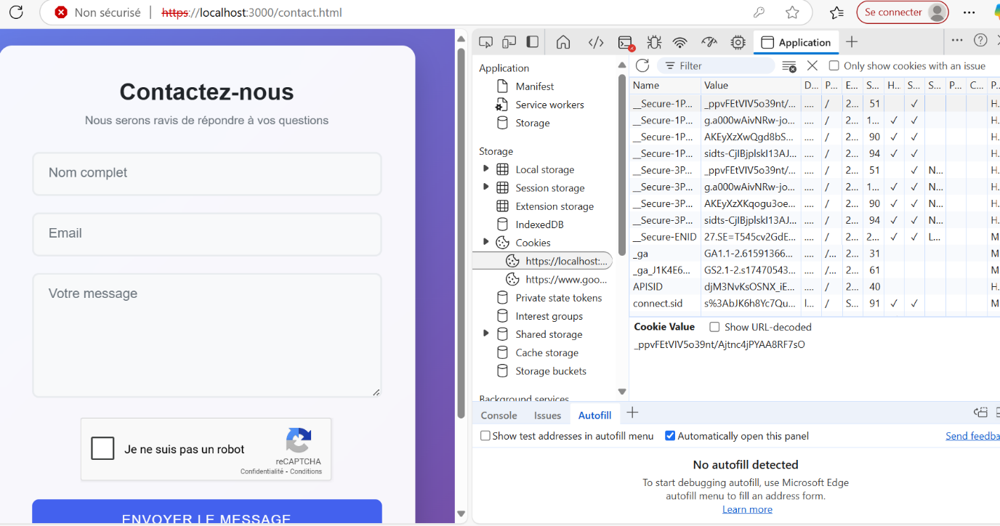 Non sécurisé | https://localhost:3000/contact.html
Se connecter
Contactez-nous
Nous serons ravis de répondre à vos questions
Nom complet
Email
Votre message
Je ne suis pas un robot
reCAPTCHA
Confidentialité - Conditions
ENVOYER LE MESSAGE
Application
Application
Manifest
Service workers
Storage
Storage
Local storage
Session storage
Extension storage
IndexedDB
Cookies
https://localhost:...
https://www.goo...
Private state tokens
Interest groups
Shared storage
Cache storage
Storage buckets
Background services
Filter
Only show cookies with an issue
Name Value D... P... E... S... H... S... S... P... C... P...
__Secure-1P... _ppvFEtVIV5o39nt/... .... / 2... 51 ✓ H.
__Secure-1P... g.a000wAivNRw-jo... .... / 2... 1... ✓ ✓ H.
__Secure-1P... AKEyXzXwQgd8bS... .... / 2... 90 ✓ ✓ H.
__Secure-1P... sidts-CjIBjplskI13AJ... .... / 2... 94 ✓ ✓ H.
__Secure-3P... _ppvFEtVIV5o39nt/... .... / 2... 51 ✓ N... H.
__Secure-3P... g.a000wAivNRw-jo... .... / 2... 1... ✓ ✓ N... H.
__Secure-3P... AKEyXzXKqogu3oe... .... / 2... 90 ✓ ✓ N... H.
__Secure-3P... sidts-CjIBjplskI13AJ... .... / 2... 94 ✓ ✓ N... H.
__Secure-ENID 27.SE=T545cv2GdE... .... / 2... 2... ✓ ✓ L... M
_ga GA1.1-2.61591366... .... /... 2... 31 M
_ga_J1K4E6... GS2.1-2.s17470543... .... /... 2... 61 M
APISID djM3NvKsOSNX_iE... .... / 2... 40 H.
connect.sid s%3AbJK6h8Yc7Qu... l... / S... 91 ✓ ✓ M
Cookie Value Show URL-decoded
_ppvFEtVIV5o39nt/Ajtnc4jPYAA8RF7sO
Console Issues Autofill
Show test addresses in autofill menu Automatically open this panel Send feedba
No autofill detected
To start debugging autofill, use Microsoft Edge
autofill menu to fill an address form.
Learn more